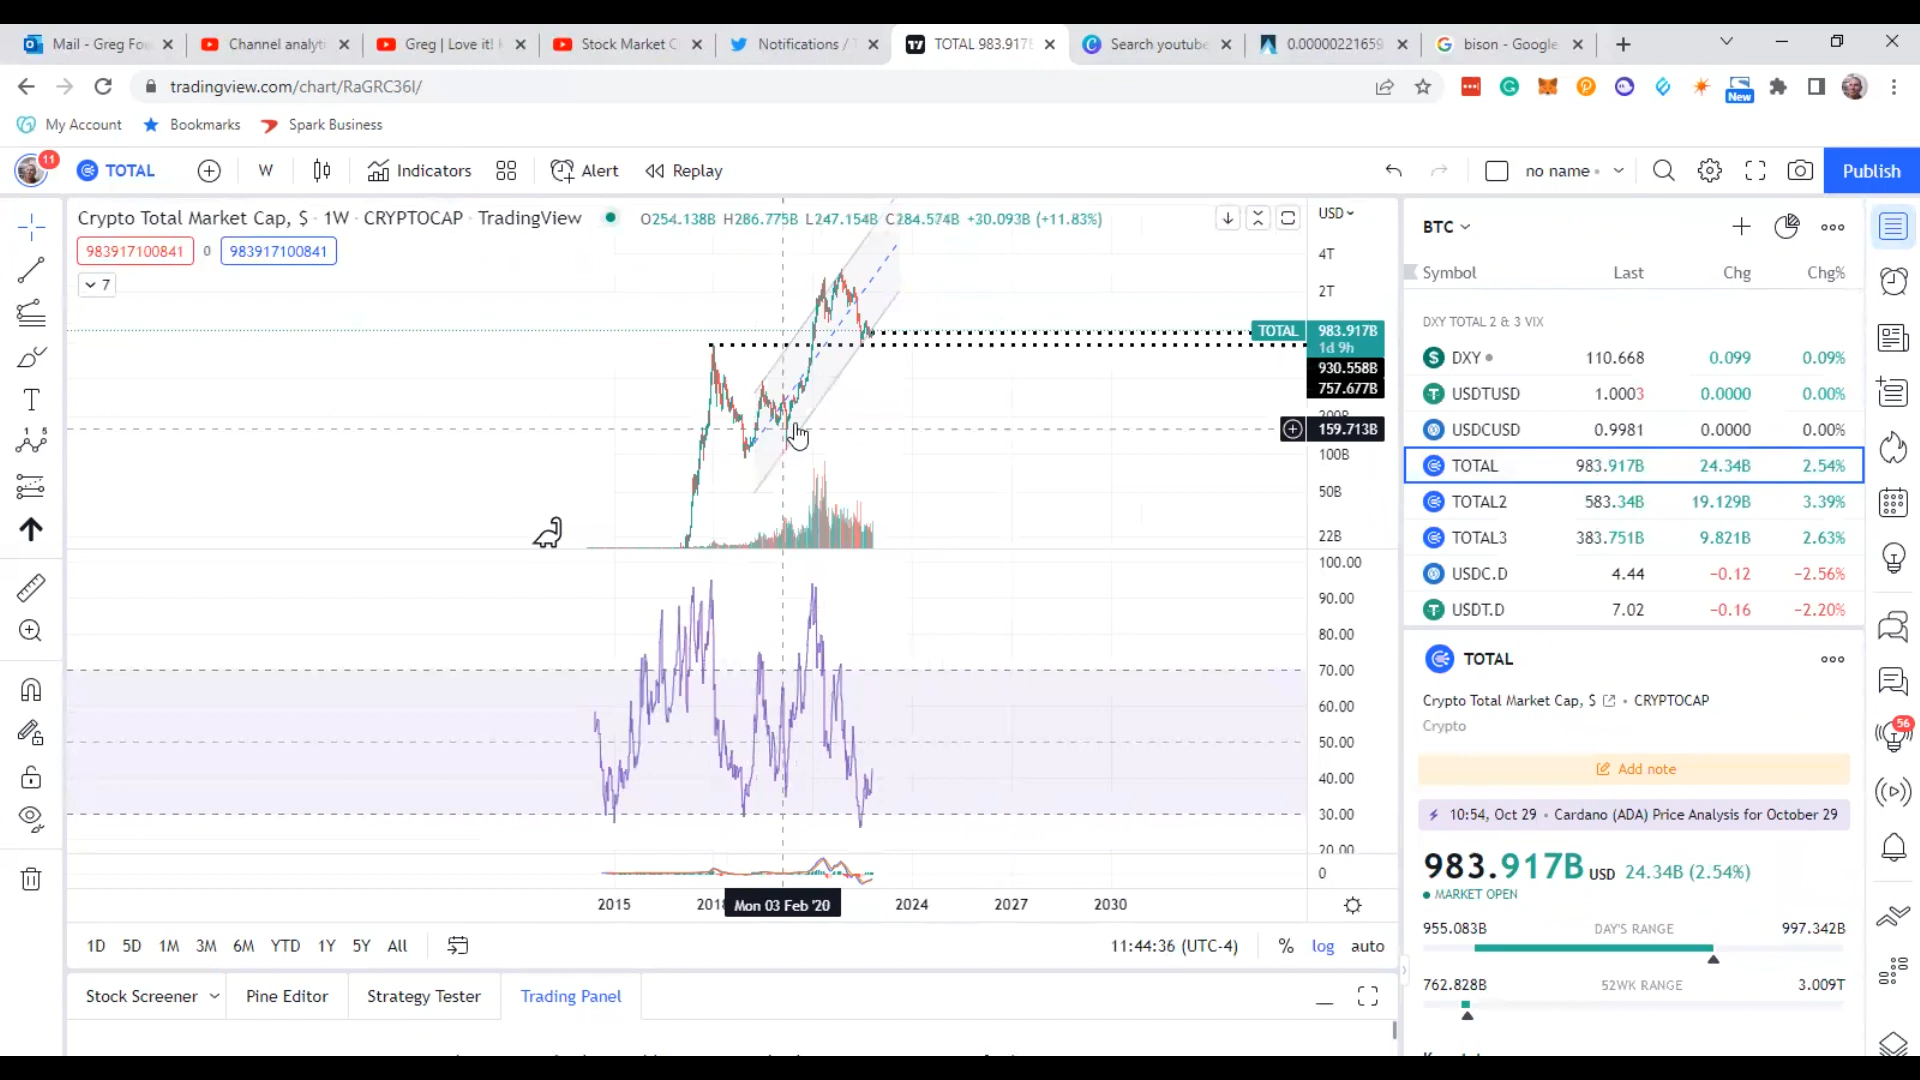 Mail - Greg Fo
Channel analyt
Greg | Love it!
Stock Market C
Notifications /
TOTAL 983.917
Search youtube
0.00000221659
bison - Google
tradingview.com/chart/RaGRC36l/
New
My Account
Bookmarks
Spark Business
11
TOTAL
W
Indicators
Alert
Replay
no name
Publish
Crypto Total Market Cap, $ · 1W · CRYPTOCAP · TradingView
O254.138B H286.775B L247.154B C284.574B +30.093B (+11.83%)
USD
983917100841
0
983917100841
7
4T
2T
TOTAL
983.917B
1d 9h
930.558B
757.677B
159.713B
100B
50B
22B
100.00
90.00
80.00
70.00
60.00
50.00
40.00
30.00
20.00
0
2015
Mon 03 Feb '20
2024
2027
2030
1D
5D
1M
3M
6M
YTD
1Y
5Y
All
11:44:36 (UTC-4)
%
log
auto
Stock Screener
Pine Editor
Strategy Tester
Trading Panel
BTC
Symbol Last Chg Chg%
DXY TOTAL 2 & 3 VIX
DXY 110.668 0.099 0.09%
USDTUSD 1.0003 0.0000 0.00%
USDCUSD 0.9981 0.0000 0.00%
TOTAL 983.917B 24.34B 2.54%
TOTAL2 583.34B 19.129B 3.39%
TOTAL3 383.751B 9.821B 2.63%
USDC.D 4.44 −0.12 −2.56%
USDT.D 7.02 −0.16 −2.20%
TOTAL
Crypto Total Market Cap, $ • CRYPTOCAP
Crypto
Add note
10:54, Oct 29 • Cardano (ADA) Price Analysis for October 29
983.917B USD 24.34B (2.54%)
MARKET OPEN
955.083B DAY'S RANGE 997.342B
762.828B 52WK RANGE 3.009T
56